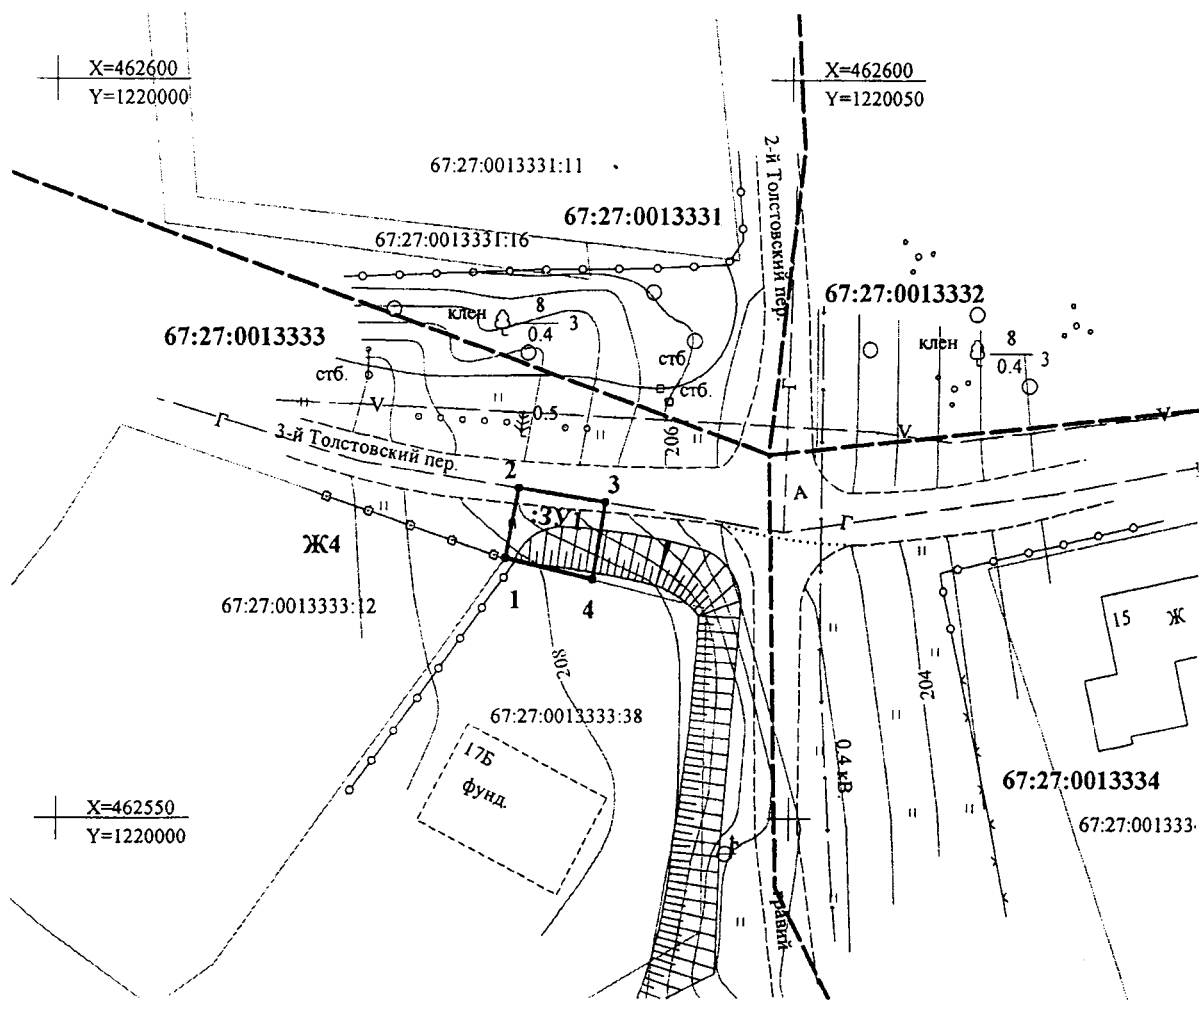 X=462600
Y=1220000
X=462600
Y=1220050
2-й Толстовский пер.
67:27:0013331:11
67:27:0013331
67:27:0013331:16
67:27:0013332
67:27:0013333
клен
8
0.4
3
клен
8
0.4
3
стб.
стб.
стб.
V
0.5
206
V
V
Г
Г
3-й Толстовский пер.
2
3
А
Г
:ЗУ1
Ж4
1
4
67:27:0013333:12
15
Ж
208
204
67:27:0013333:38
17Б
фунд.
0.4 кВ.
67:27:0013334
X=462550
Y=1220000
67:27:001333
гравий